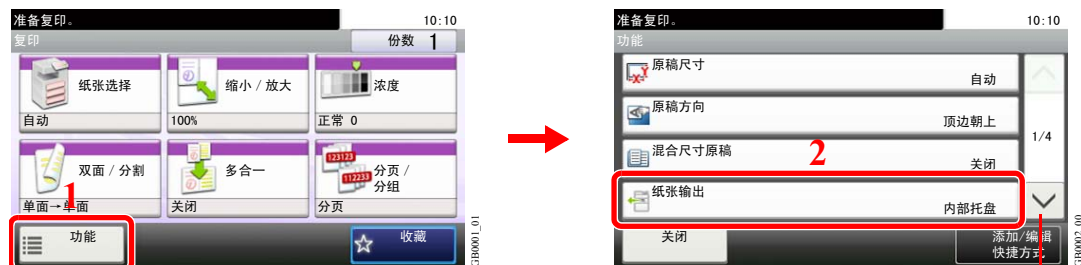 准备复印。
10:10
复印
份数 1
纸张选择
自动
缩小 / 放大
100%
浓度
正常 0
双面 / 分割
单面→单面
多合一
关闭
123123
112233
分页 /
分组
分页
1
功能
收藏
GB0001_01
准备复印。
10:10
功能
原稿尺寸
自动
原稿方向
顶边朝上
1/4
混合尺寸原稿
关闭
2
纸张输出
内部托盘
关闭
添加/编辑
快捷方式
GB0002_00